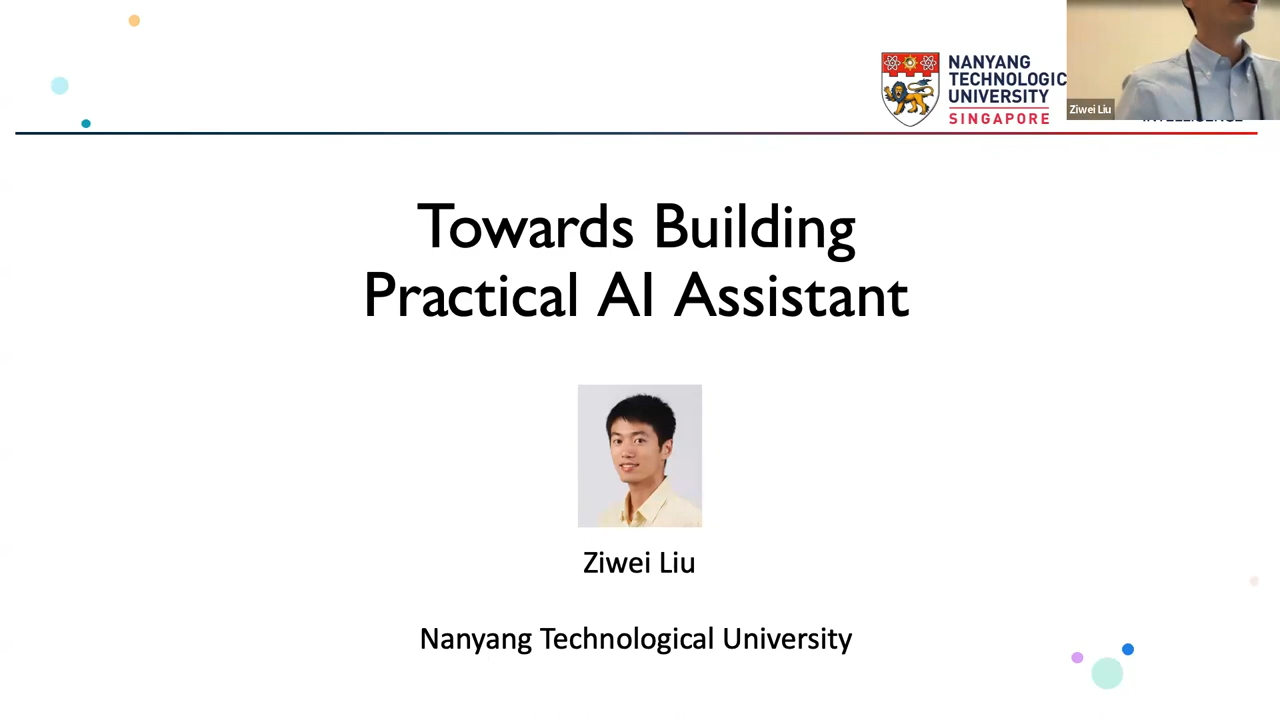 NANYANG
TECHNOLOGIC
UNIVERSITY
SINGAPORE
Ziwei Liu
Towards Building
Practical AI Assistant
Ziwei Liu
Nanyang Technological University